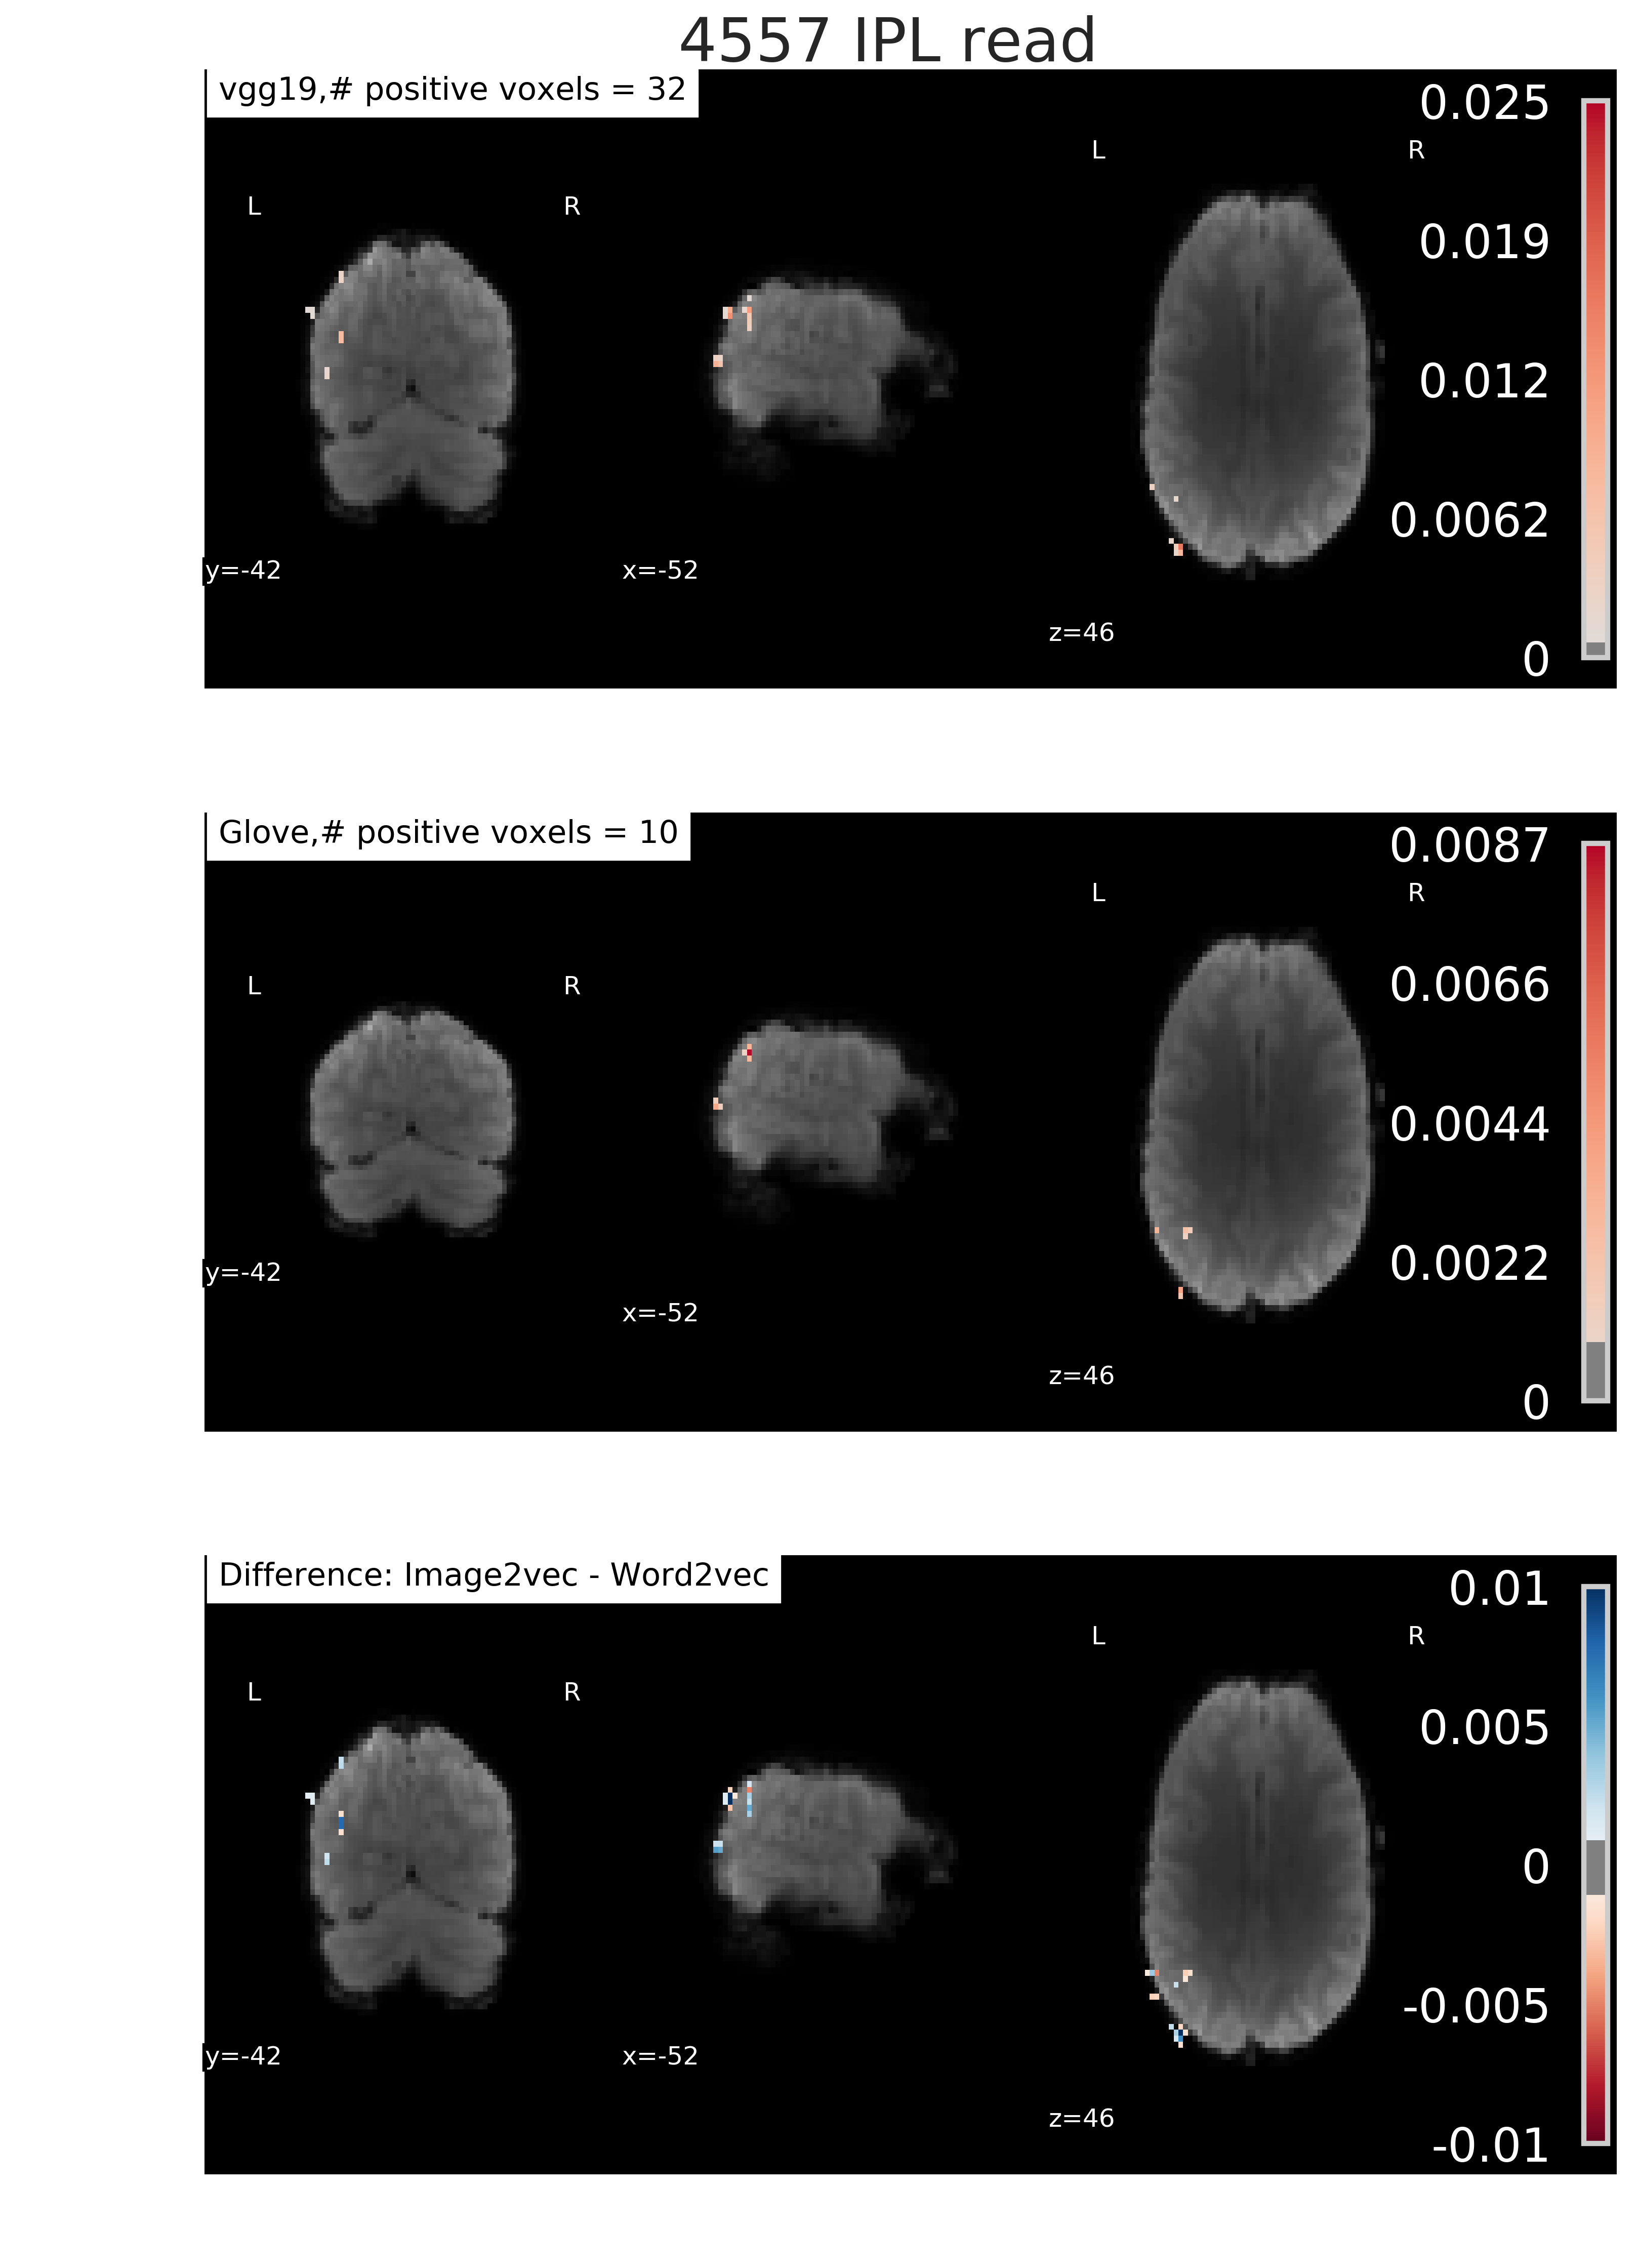 4557 IPL read
vgg19,# positive voxels = 32
0.025
L R
0.019
L R
0.012
0.0062
y=-42 x=-52
z=46
0
Glove,# positive voxels = 10
0.0087
L R
0.0066
L R
0.0044
0.0022
y=-42
x=-52
z=46
0
Difference: Image2vec - Word2vec
0.01
L R
L R
0.005
0
-0.005
y=-42 x=-52
z=46
-0.01